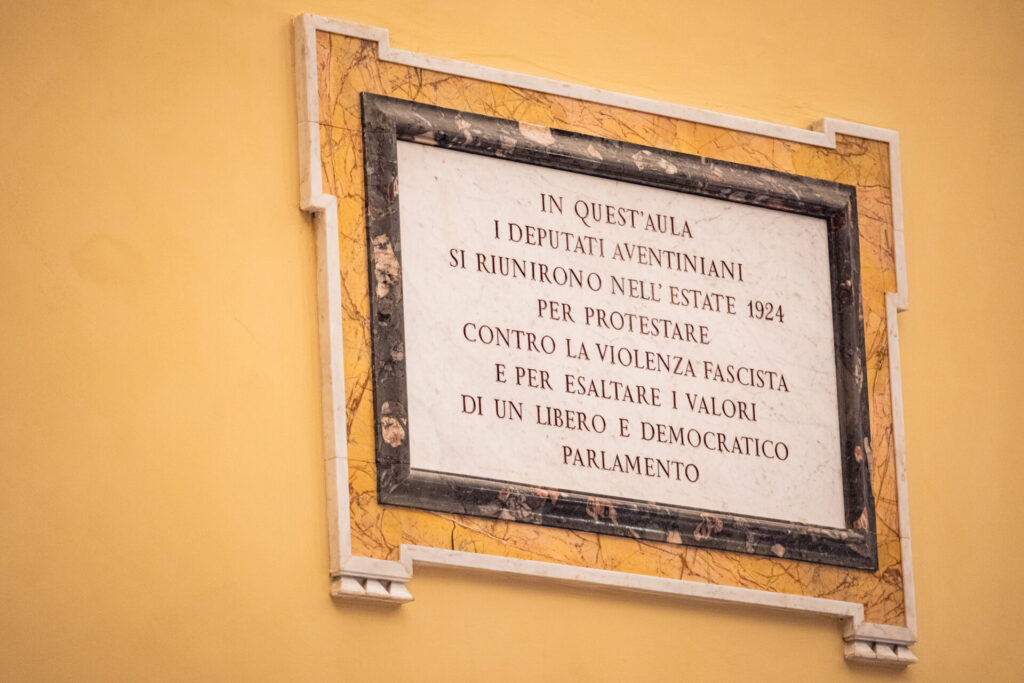 IN QUEST'AULA
I DEPUTATI AVENTINIANI
SI RIUNIRONO NELL' ESTATE 1924
PER PROTESTARE
CONTRO LA VIOLENZA FASCISTA
E PER ESALTARE I VALORI
DI UN LIBERO E DEMOCRATICO
PARLAMENTO